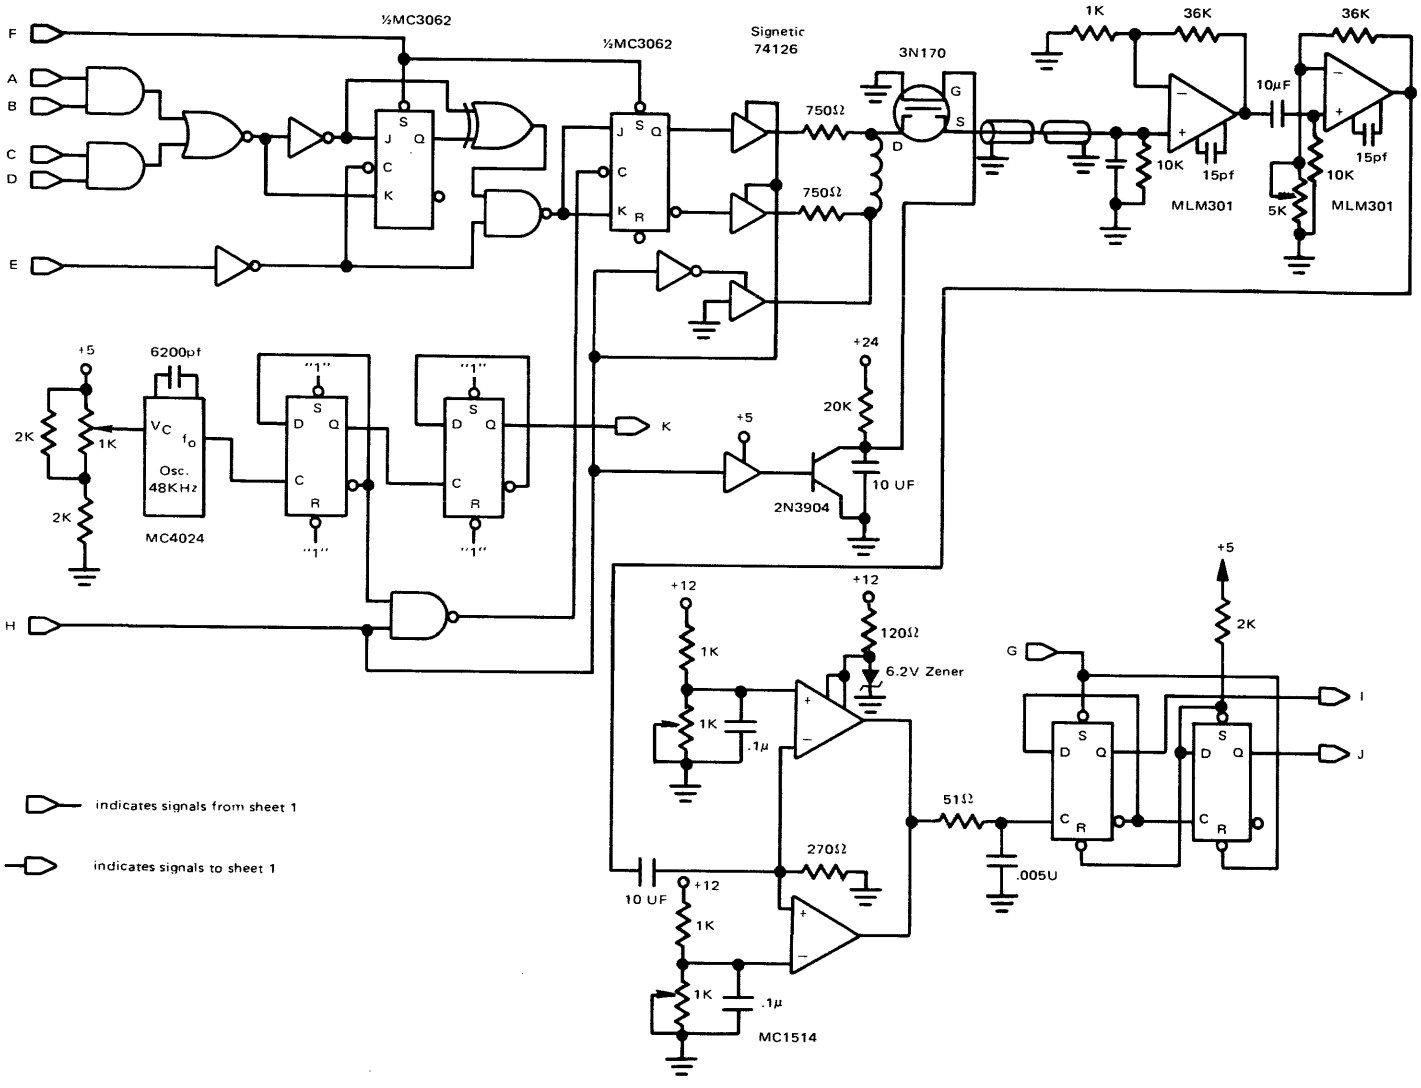 ½MC3062
F
½MC3062
Signetic
74126
3N170
1K
36K
36K
A
B
C
D
S
J
Q
C
K
S
J
Q
C
K
R
750Ω
750Ω
G
S
D
10K
15pf
MLM301
10µF
15pf
10K
5K
MLM301
E
+5
6200pf
2K
1K
2K
VC
fo
Osc.
48KHz
MC4024
"1"
S
D
Q
C
R
"1"
"1"
S
D
Q
C
R
"1"
K
+24
20K
+5
10 UF
2N3904
H
+12
1K
1K
.1µ
+
–
+12
120Ω
6.2V Zener
+5
2K
G
I
J
S
D
Q
C
R
S
D
Q
C
R
51Ω
.005U
270Ω
10 UF
+12
1K
1K
.1µ
+
–
MC1514
indicates signals from sheet 1
indicates signals to sheet 1